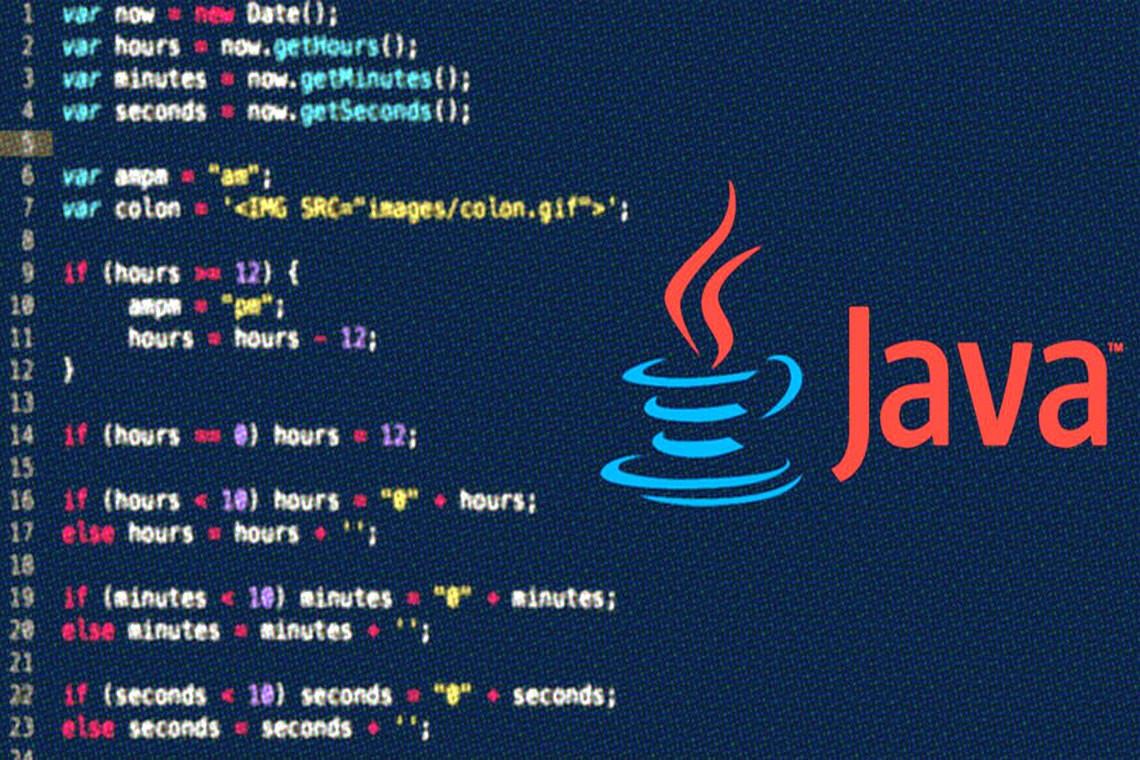 1 var now = new Date();
2 var hours = now.getHours();
3 var minutes = now.getMinutes();
4 var seconds = now.getSeconds();
5
6 var ampm = "am";
7 var colon = '<IMG SRC="images/colon.gif">';
8
9 if (hours >= 12) {
10 ampm = "pm";
11 hours = hours - 12;
12 }
13
14 if (hours == 0) hours = 12;
15
16 if (hours < 10) hours = "0" + hours;
17 else hours = hours + '';
18
19 if (minutes < 10) minutes = "0" + minutes;
20 else minutes = minutes + '';
21
22 if (seconds < 10) seconds = "0" + seconds;
23 else seconds = seconds + '';
24
Java™